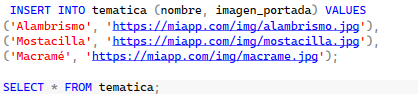 INSERT INTO tematica (nombre, imagen_portada) VALUES
('Alambrismo', 'https://miapp.com/img/alambrismo.jpg'),
('Mostacilla', 'https://miapp.com/img/mostacilla.jpg'),
('Macramé', 'https://miapp.com/img/macrame.jpg');
SELECT * FROM tematica;